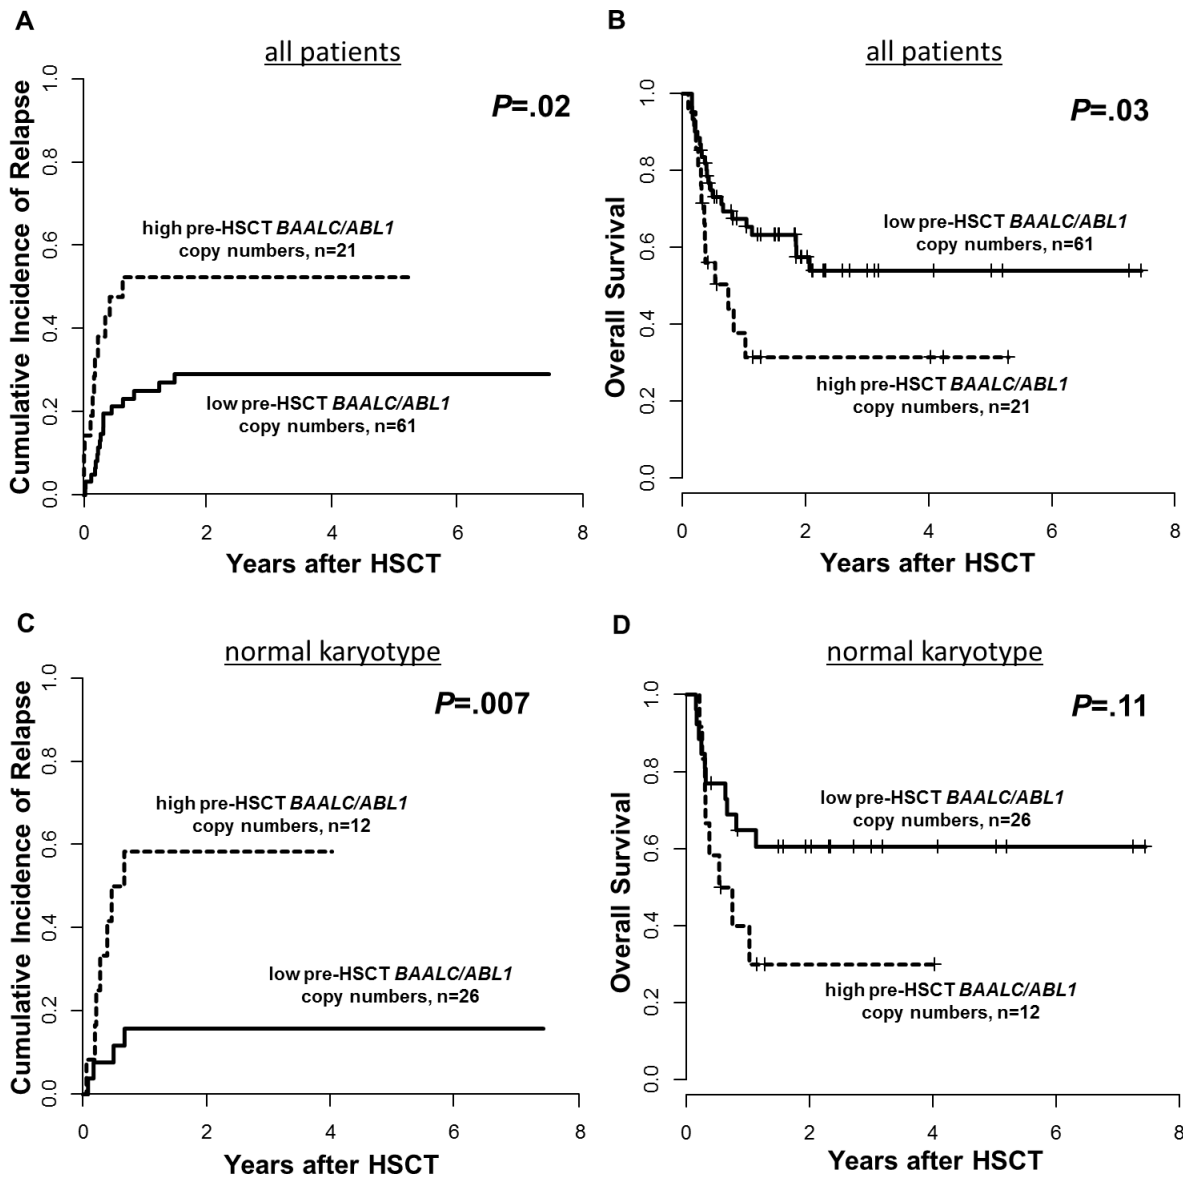 A
all patients
P=.02
Cumulative Incidence of Relapse
1.0
0.8
0.6
0.4
0.2
0.0
high pre-HSCT BAALC/ABL1
copy numbers, n=21
low pre-HSCT BAALC/ABL1
copy numbers, n=61
0 2 4 6 8
Years after HSCT
B
all patients
P=.03
Overall Survival
1.0
0.8
0.6
0.4
0.2
0.0
low pre-HSCT BAALC/ABL1
copy numbers, n=61
high pre-HSCT BAALC/ABL1
copy numbers, n=21
0 2 4 6 8
Years after HSCT
C
normal karyotype
P=.007
Cumulative Incidence of Relapse
1.0
0.8
0.6
0.4
0.2
0.0
high pre-HSCT BAALC/ABL1
copy numbers, n=12
low pre-HSCT BAALC/ABL1
copy numbers, n=26
0 2 4 6 8
Years after HSCT
D
normal karyotype
P=.11
Overall Survival
1.0
0.8
0.6
0.4
0.2
0.0
low pre-HSCT BAALC/ABL1
copy numbers, n=26
high pre-HSCT BAALC/ABL1
copy numbers, n=12
0 2 4 6 8
Years after HSCT